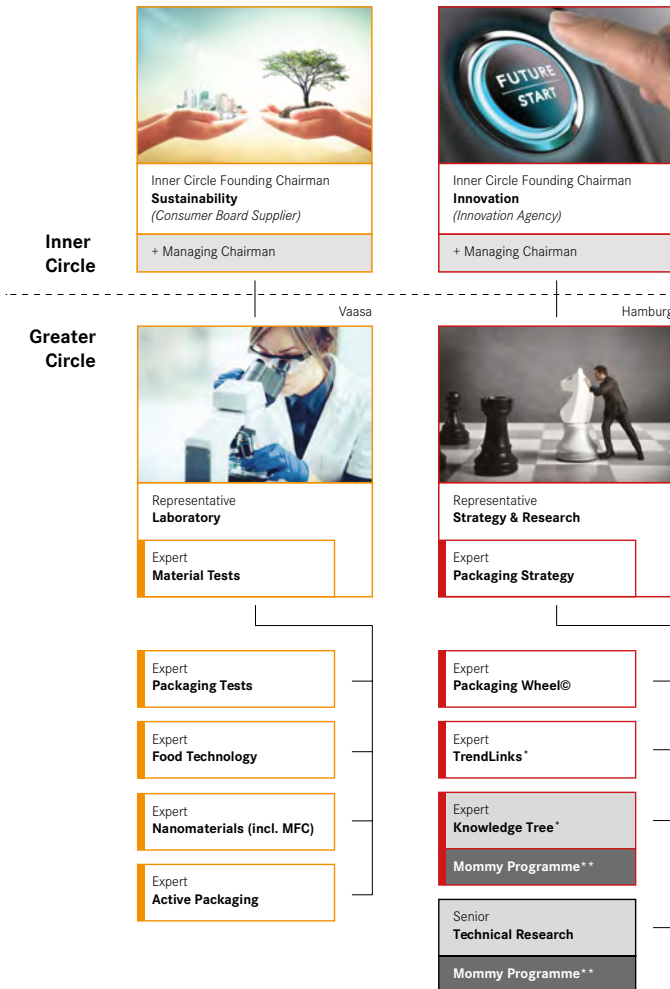 FUTURE
START
Inner Circle Founding Chairman
Sustainability
(Consumer Board Supplier)
+ Managing Chairman
Inner Circle Founding Chairman
Innovation
(Innovation Agency)
+ Managing Chairman
Inner
Circle
Greater
Circle
Vaasa
Representative
Laboratory
Expert
Material Tests
Expert
Packaging Tests
Expert
Food Technology
Expert
Nanomaterials (incl. MFC)
Expert
Active Packaging
Hamburg
Representative
Strategy & Research
Expert
Packaging Strategy
Expert
Packaging Wheel©
Expert
TrendLinks*
Expert
Knowledge Tree*
Mommy Programme**
Senior
Technical Research
Mommy Programme**